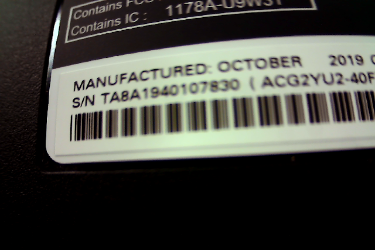 Contains FCC
Contains IC : 1178A-U9W31
MANUFACTURED: OCTOBER 2019
S/N TA8A1940107830 ( ACG2YU2-40F